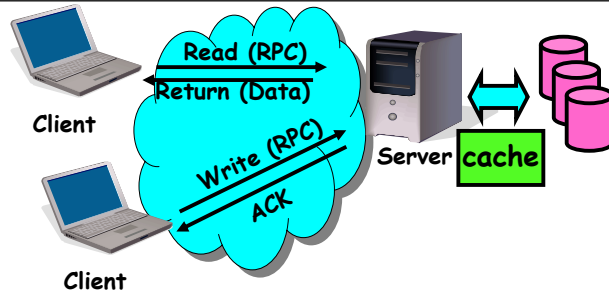 Read (RPC)
Return (Data)
Client
Write (RPC)
ACK
Server
cache
Client